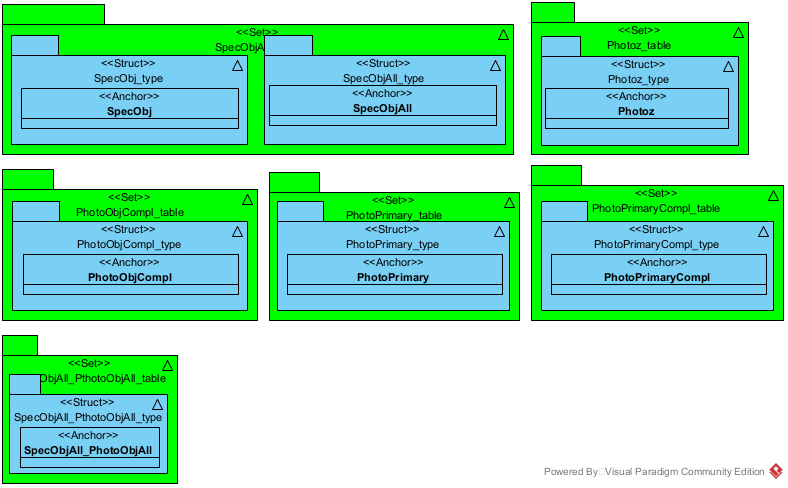 <<Set>>
SpecObjA
<<Struct>>
SpecObj_type
<<Anchor>>
SpecObj
<<Struct>>
SpecObjAll_type
<<Anchor>>
SpecObjAll
<<Set>>
Photoz_table
<<Struct>>
Photoz_type
<<Anchor>>
Photoz
<<Set>>
PhotoObjCompl_table
<<Struct>>
PhotoObjCompl_type
<<Anchor>>
PhotoObjCompl
<<Set>>
PhotoPrimary_table
<<Struct>>
PhotoPrimary_type
<<Anchor>>
PhotoPrimary
<<Set>>
PhotoPrimaryCompl_table
<<Struct>>
PhotoPrimaryCompl_type
<<Anchor>>
PhotoPrimaryCompl
<<Set>>
ObjAll_PthotoObjAll_table
<<Struct>>
SpecObjAll_PthotoObjAll_type
<<Anchor>>
SpecObjAll_PhotoObjAll
Powered By Visual Paradigm Community Edition